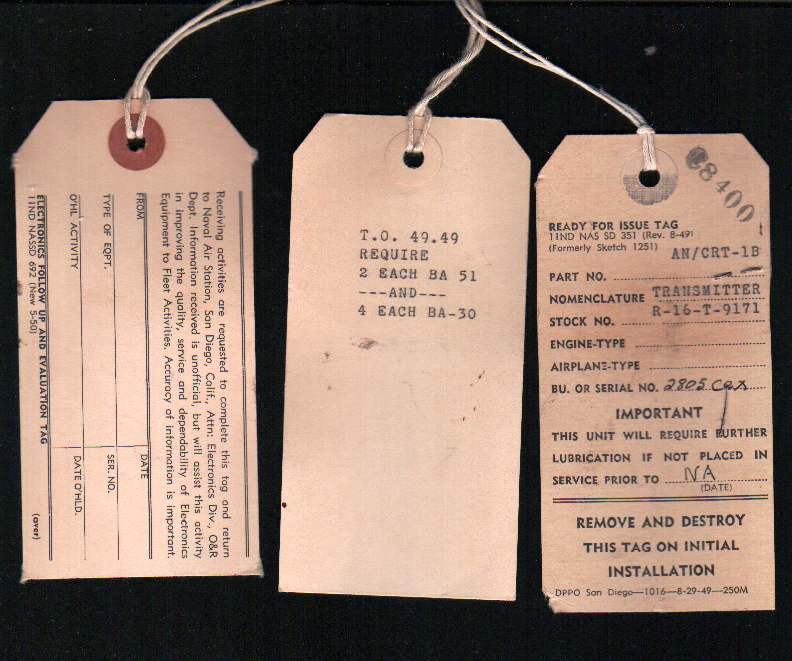 Receiving activities are requested to complete this tag and return
to Naval Air Station, San Diego, Calif., Attn: Electronics Div., O&R
Dept. Information received is unofficial, but will assist this activity
in improving the quality, service and dependability of Electronics
Equipment to Fleet Activities. Accuracy of information is important.
FROM DATE
TYPE OF EQPT. SER. NO.
O'HL ACTIVITY DATE O'HLD.
ELECTRONICS FOLLOW UP AND EVALUATION TAG
11ND NASSD 692 (New 5-50) (over)
T.O. 49.49
REQUIRE
2 EACH BA 51
---AND---
4 EACH BA-30
8400
READY FOR ISSUE TAG
11ND NAS SD 351 (Rev. 8-49)
(Formerly Sketch 1251)
AN/CRT-1B
PART NO.
NOMENCLATURE TRANSMITTER
STOCK NO. R-16-T-9171
ENGINE-TYPE
AIRPLANE-TYPE
BU. OR SERIAL NO. 2805
IMPORTANT
THIS UNIT WILL REQUIRE FURTHER
LUBRICATION IF NOT PLACED IN
SERVICE PRIOR TO NA
(DATE)
REMOVE AND DESTROY
THIS TAG ON INITIAL
INSTALLATION
DPPO San Diego—1016—8-29-49—250M